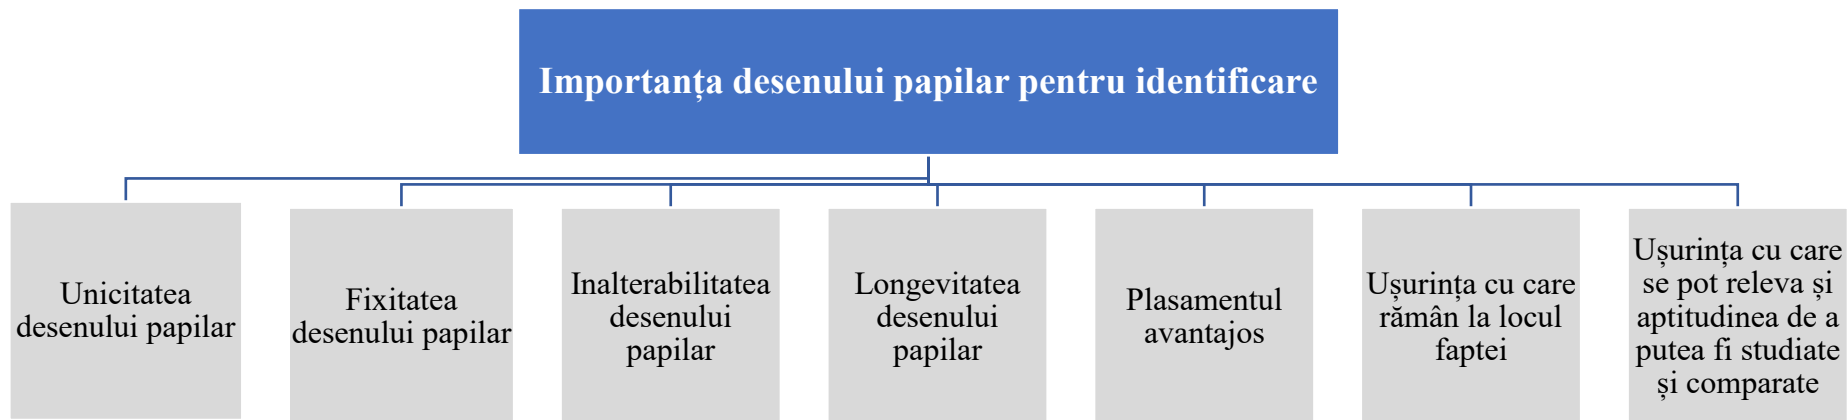 Importanța desenului papilar pentru identificare
Unicitatea
desenului papilar
Fixitatea
desenului papilar
Inalterabilitatea
desenului
papilar
Longevitatea
desenului
papilar
Plasamentul
avantajos
Ușurința cu care
rămân la locul
faptei
Ușurința cu care
se pot releva și
aptitudinea de a
putea fi studiate
și comparate